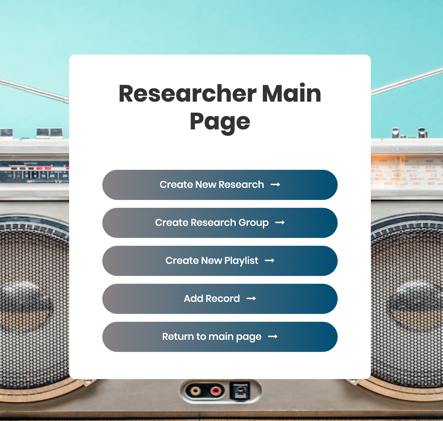 Researcher Main
Page
Create New Research →
Create Research Group →
Create New Playlist →
Add Record →
Return to main page →